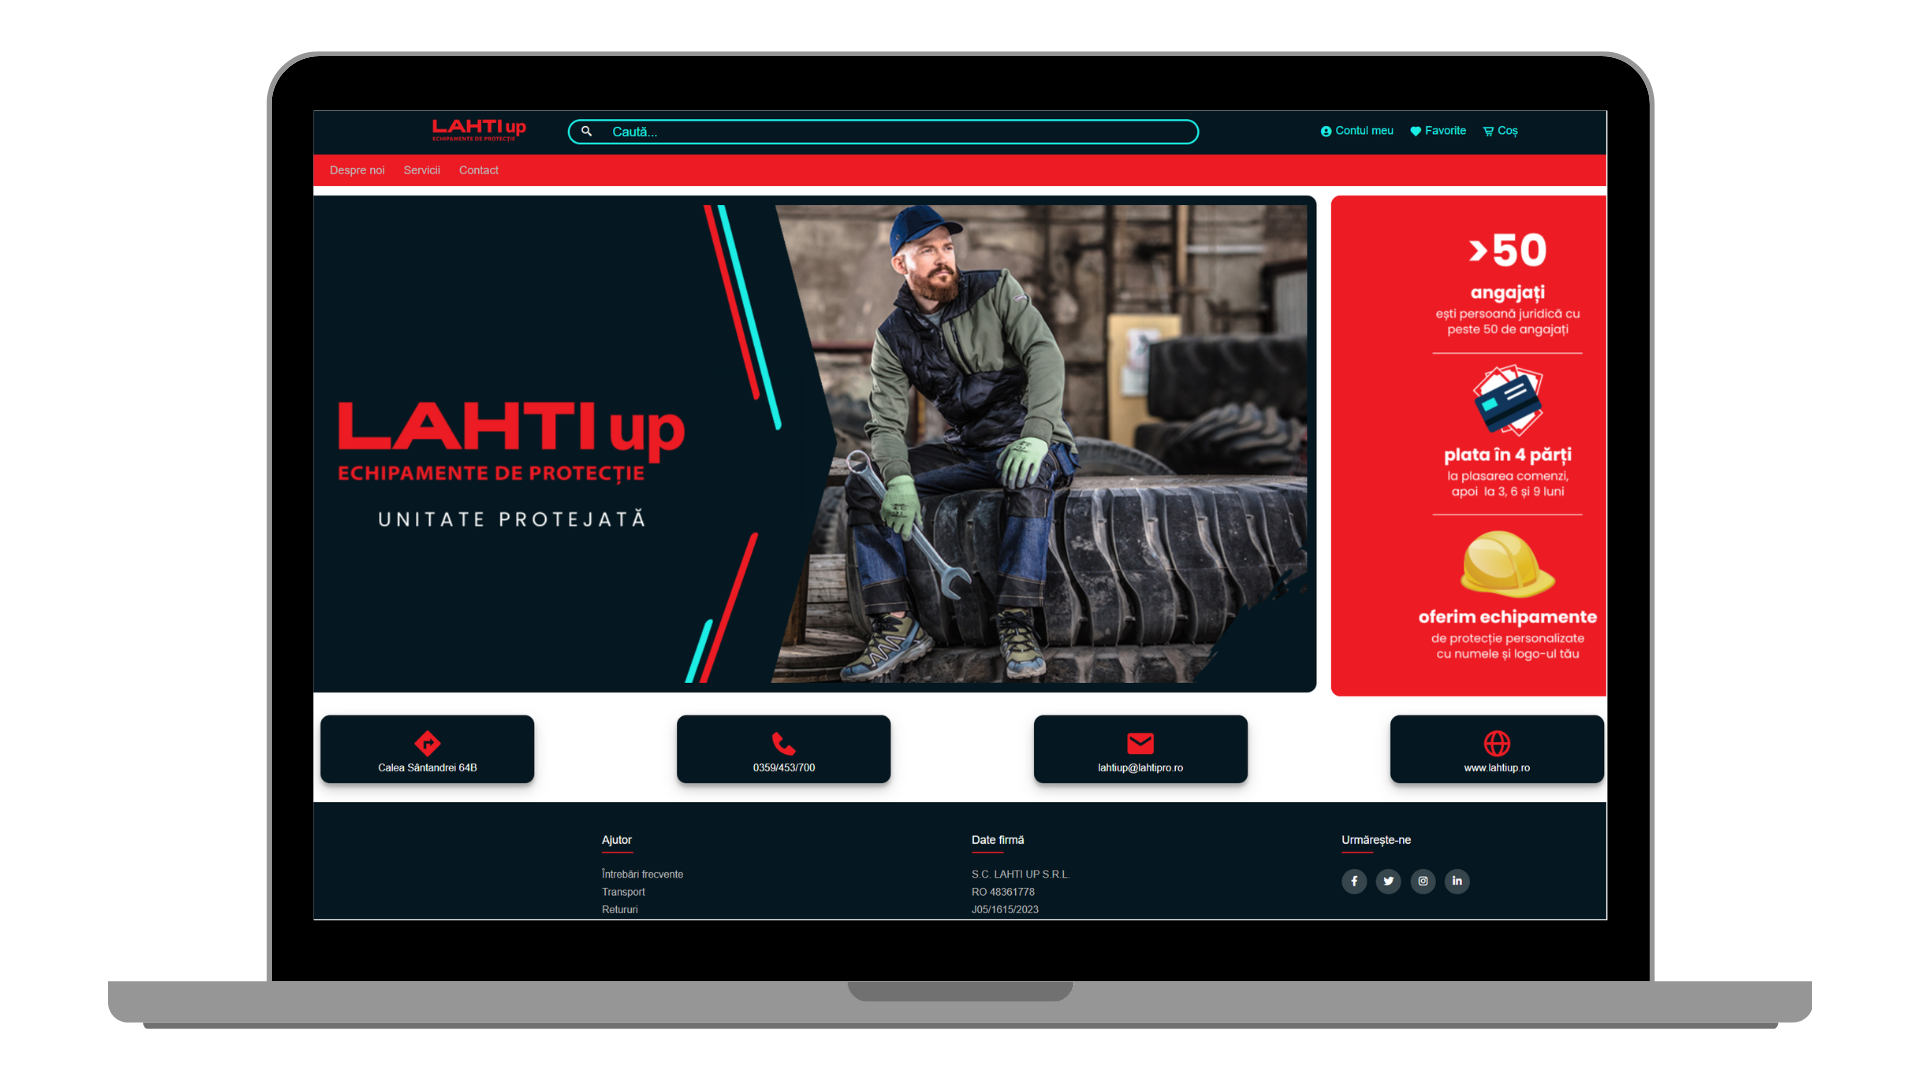 LAHTI up
ECHIPAMENTE DE PROTECȚIE
Caută...
Contul meu
Favorite
Coș
Despre noi
Servicii
Contact
LAHTI up
ECHIPAMENTE DE PROTECȚIE
UNITATE PROTEJATĂ
>50
angajați
ești persoană juridică cu
peste 50 de angajați
plata în 4 părți
la plasarea comenzi,
apoi la 3, 6 și 9 luni
oferim echipamente
de protecție personalizate
cu numele și logo-ul tău
Calea Sântandrei 64B
0359/453/700
lahtiup@lahtipro.ro
www.lahtiup.ro
Ajutor
Întrebări frecvente
Transport
Retururi
Date firmă
S.C. LAHTI UP S.R.L.
RO 48361778
J05/1615/2023
Urmărește-ne